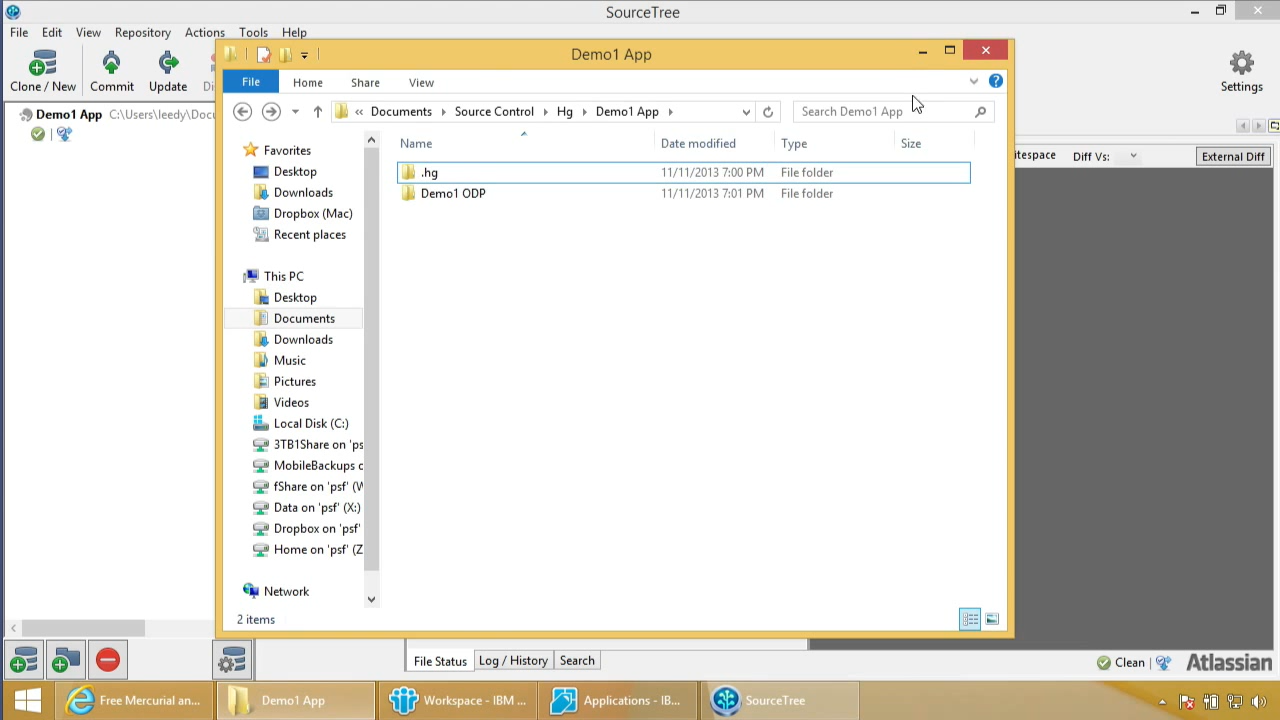 SourceTree
File Edit View Repository Actions Tools Help
Clone / New Commit Update Settings
Demo1 App C:\Users\leedy\Docu
Demo1 App
File Home Share View
« Documents Source Control Hg Demo1 App
Search Demo1 App
Name Date modified Type Size
.hg 11/11/2013 7:00 PM File folder
Demo1 ODP 11/11/2013 7:01 PM File folder
Favorites
Desktop
Downloads
Dropbox (Mac)
Recent places
This PC
Desktop
Documents
Downloads
Music
Pictures
Videos
Local Disk (C:)
3TB1Share on 'ps
MobileBackups o
fShare on 'psf' (W
Data on 'psf' (X:)
Dropbox on 'psf'
Home on 'psf' (Z
Network
2 items
itespace Diff Vs: External Diff
File Status Log / History Search
Clean Atlassian
Free Mercurial an... Demo1 App Workspace - IBM ... Applications - IB... SourceTree